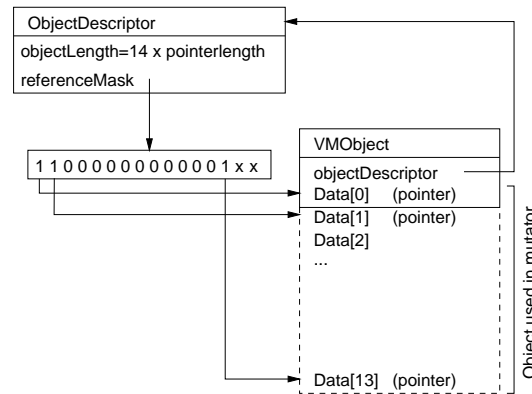 ObjectDescriptor
objectLength=14 x pointerlength
referenceMask
1 1 0 0 0 0 0 0 0 0 0 0 0 1 x x
VMObject
objectDescriptor
Data[0] (pointer)
Data[1] (pointer)
Data[2]
...
Data[13] (pointer)
Object used in mutator